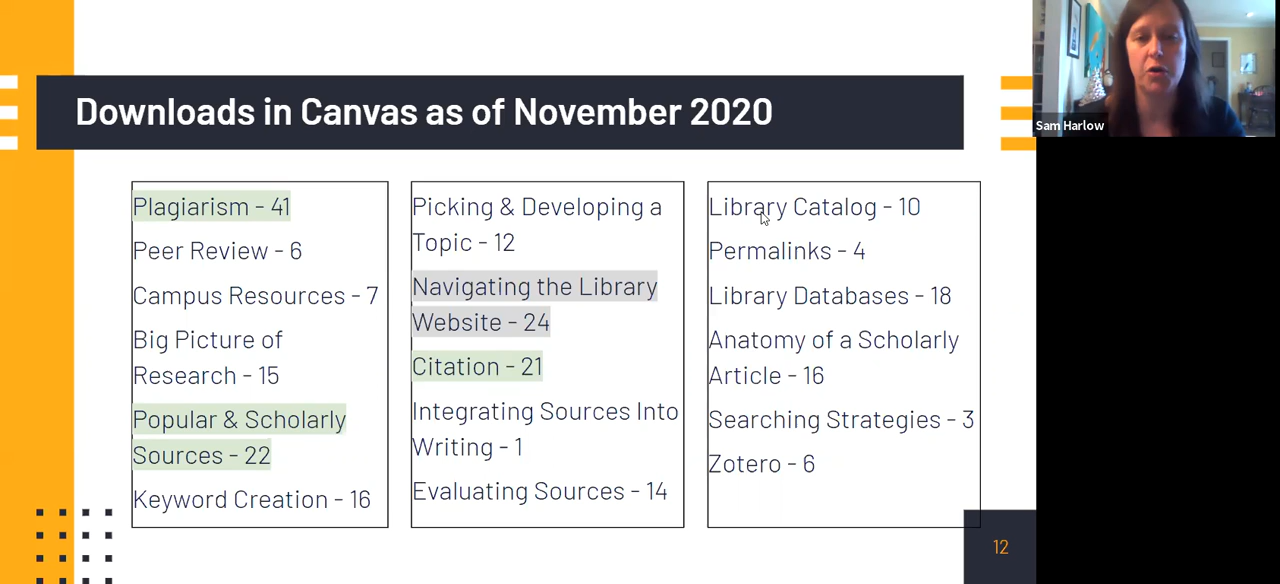 Downloads in Canvas as of November 2020
Plagiarism - 41
Peer Review - 6
Campus Resources - 7
Big Picture of
Research - 15
Popular & Scholarly
Sources - 22
Keyword Creation - 16
Picking & Developing a
Topic - 12
Navigating the Library
Website - 24
Citation - 21
Integrating Sources Into
Writing - 1
Evaluating Sources - 14
Library Catalog - 10
Permalinks - 4
Library Databases - 18
Anatomy of a Scholarly
Article - 16
Searching Strategies - 3
Zotero - 6
12
Sam Harlow